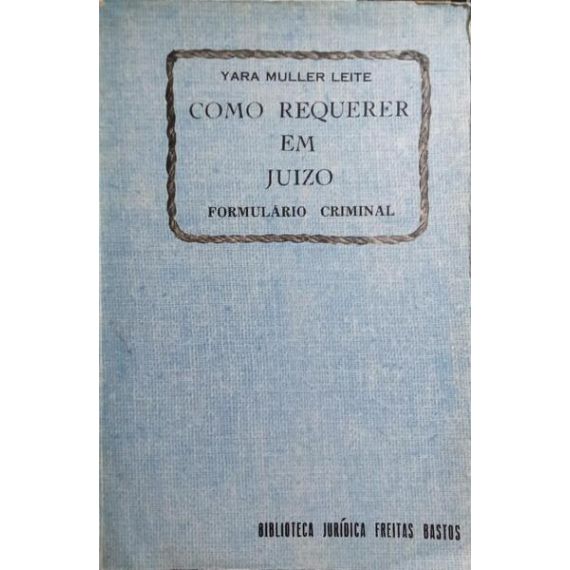 YARA MULLER LEITE
COMO REQUERER
EM
JUIZO
FORMULÁRIO CRIMINAL
BIBLIOTECA JURÍDICA FREITAS BASTOS